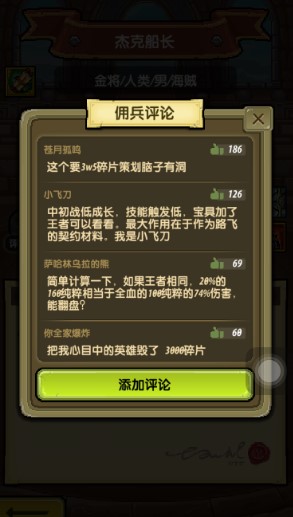 杰克船长
金将/人类/男/海贼
佣兵评论
苍月孤鸣 186
这个要3w5碎片策划脑子有洞
小飞刀 126
中初战低成长，技能触发低，宝具加了
王者可以看看。最大作用在于作为路飞
的契约材料。我是小飞刀
萨哈林乌拉的熊 69
简单计算一下，如果王者相同，20%的
160纯粹相当于全血的100纯粹的74%伤害，
能翻盘？
你全家爆炸 60
把我心目中的英雄毁了 3000碎片
添加评论